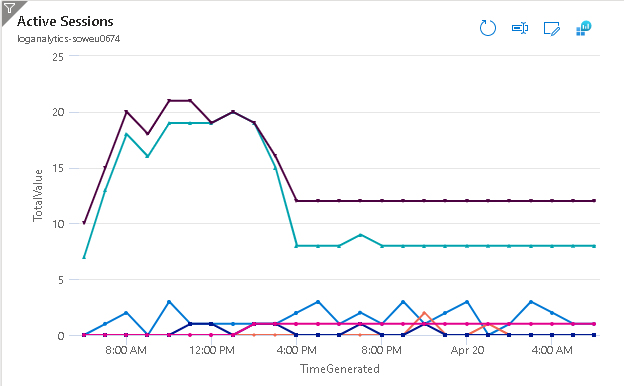 Active Sessions
loganalytics-soweu0674
25
20
15
10
5
0
TotalValue
8:00 AM 12:00 PM 4:00 PM 8:00 PM Apr 20 4:00 AM
TimeGenerated